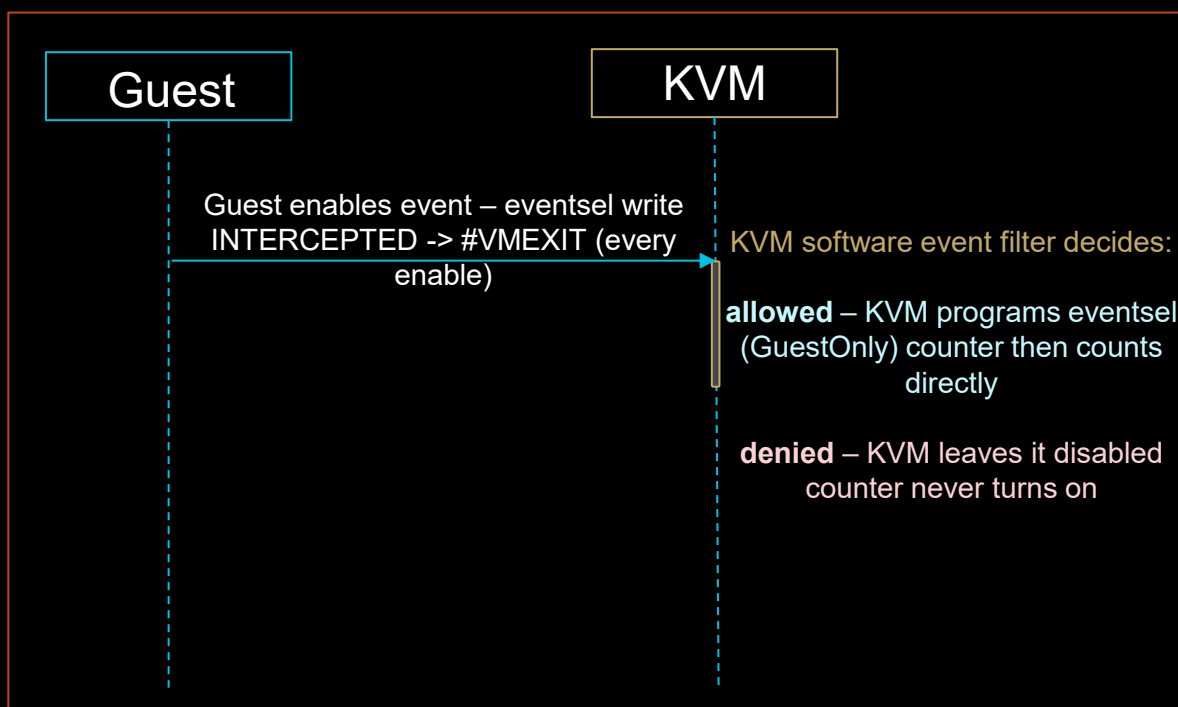 Guest
KVM
Guest enables event – eventsel write
INTERCEPTED -> #VMEXIT (every
enable)
KVM software event filter decides:
allowed – KVM programs eventsel
(GuestOnly) counter then counts
directly
denied – KVM leaves it disabled
counter never turns on